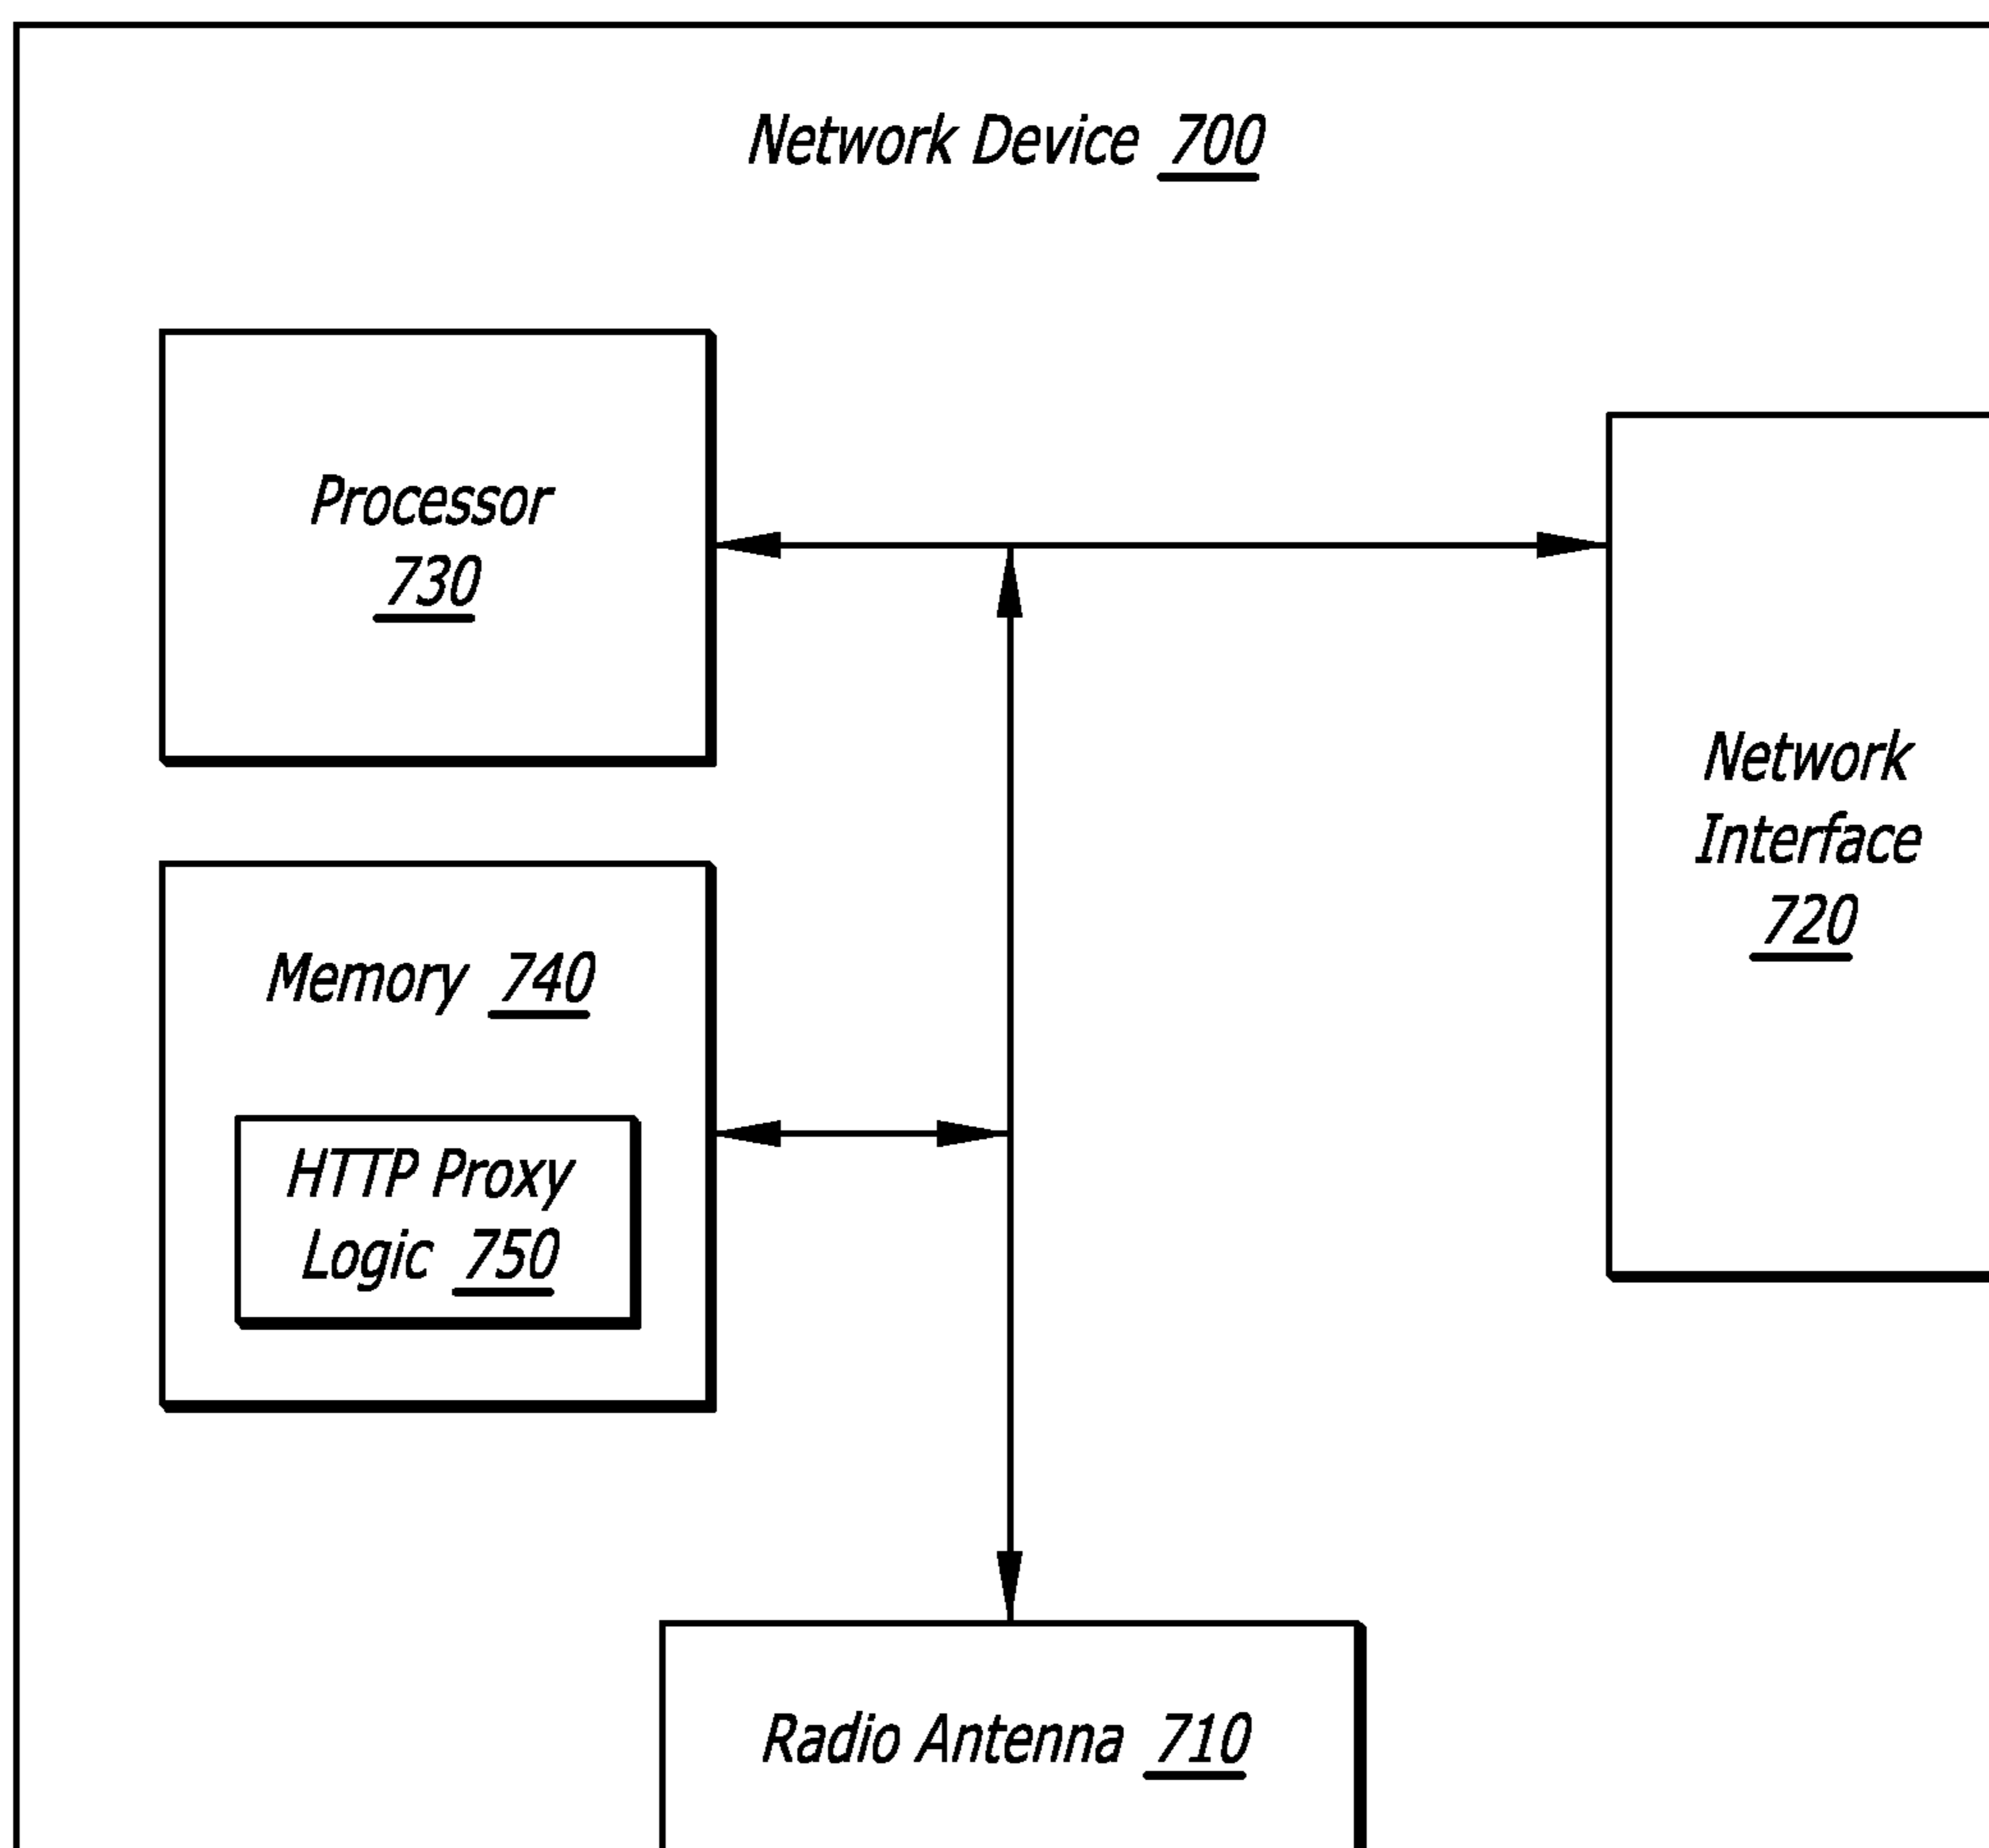 Network Device 700
Processor
730
Network
Interface
720
Memory 740
HTTP Proxy
Logic 750
Radio Antenna 710